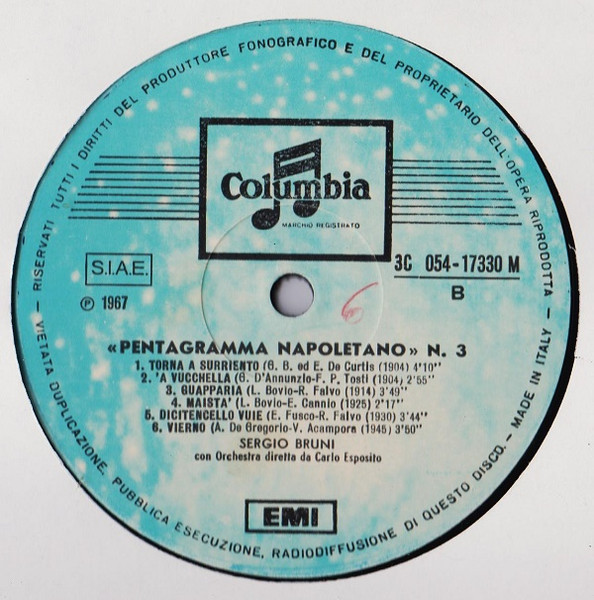 RISERVATI TUTTI I DIRITTI DEL PRODUTTORE FONOGRAFICO E DEL PROPRIETARIO DELL'OPERA RIPRODOTTA
Columbia
MARCHIO REGISTRATO
S.I.A.E.
Ⓟ 1967
3C 054-17330 M
B
6
«PENTAGRAMMA NAPOLETANO» N. 3
1. TORNA A SURRIENTO (G. B. ed E. De Curtis (1904) 4'10''
2. 'A VUCCHELLA (G. D'Annunzio-F. P. Tosti (1904) 2'55''
3. GUAPPARIA (L. Bovio-R. Falvo (1914) 3'49''
4. MAISTA' (L. Bovio-E. Cannio (1925) 2'17''
5. DICITENCELLO VUIE (E. Fusco-R. Falvo (1930) 3'44''
6. VIERNO (A. De Gregorio-V. Acampora (1945) 3'50''
SERGIO BRUNI
con Orchestra diretta da Carlo Esposito
EMI
VIETATA DUPLICAZIONE, PUBBLICA ESECUZIONE, RADIODIFFUSIONE DI QUESTO DISCO. - MADE IN ITALY -